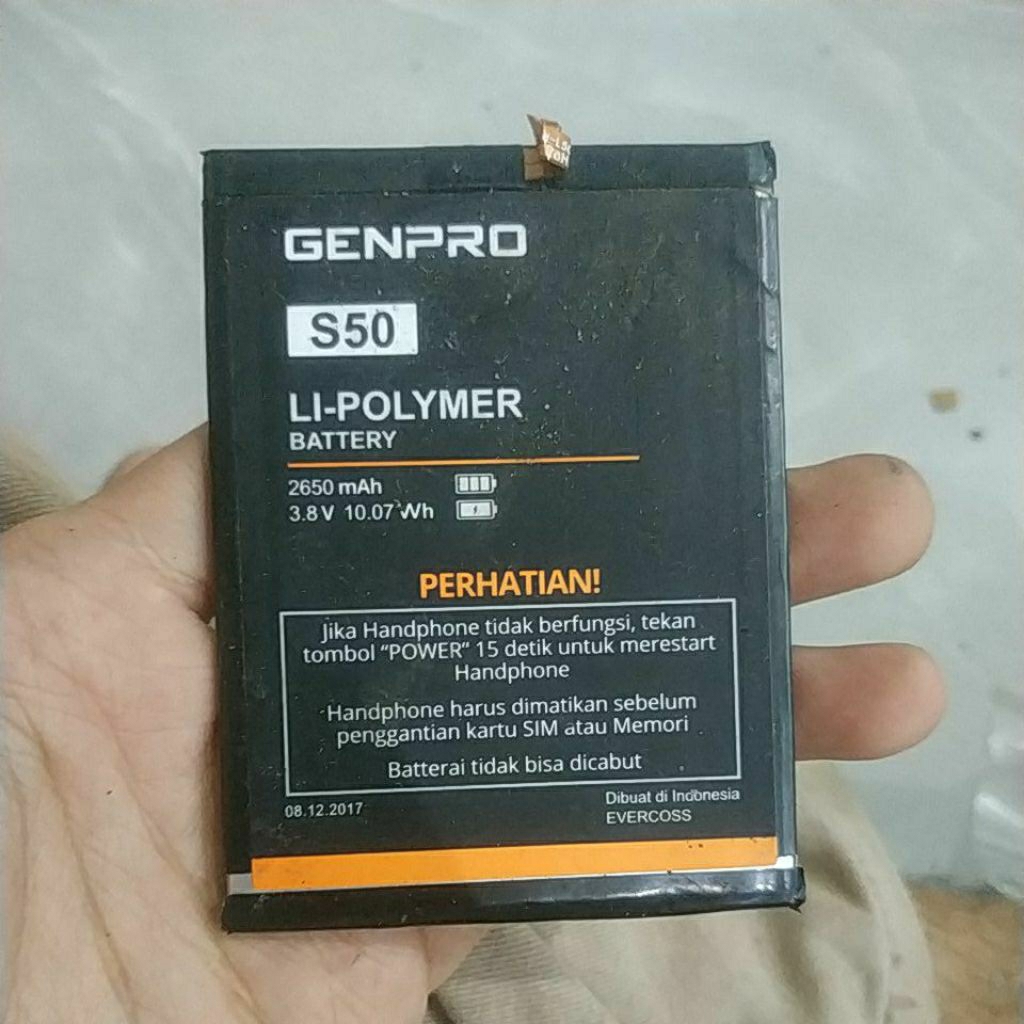 GENPRO
S50
LI-POLYMER
BATTERY
2650 mAh
3.8V 10.07 Wh
PERHATIAN!
Jika Handphone tidak berfungsi, tekan
tombol “POWER” 15 detik untuk merestart
Handphone
Handphone harus dimatikan sebelum
penggantian kartu SIM atau Memori
Batterai tidak bisa dicabut
08.12.2017
Dibuat di Indonesia
EVERCOSS